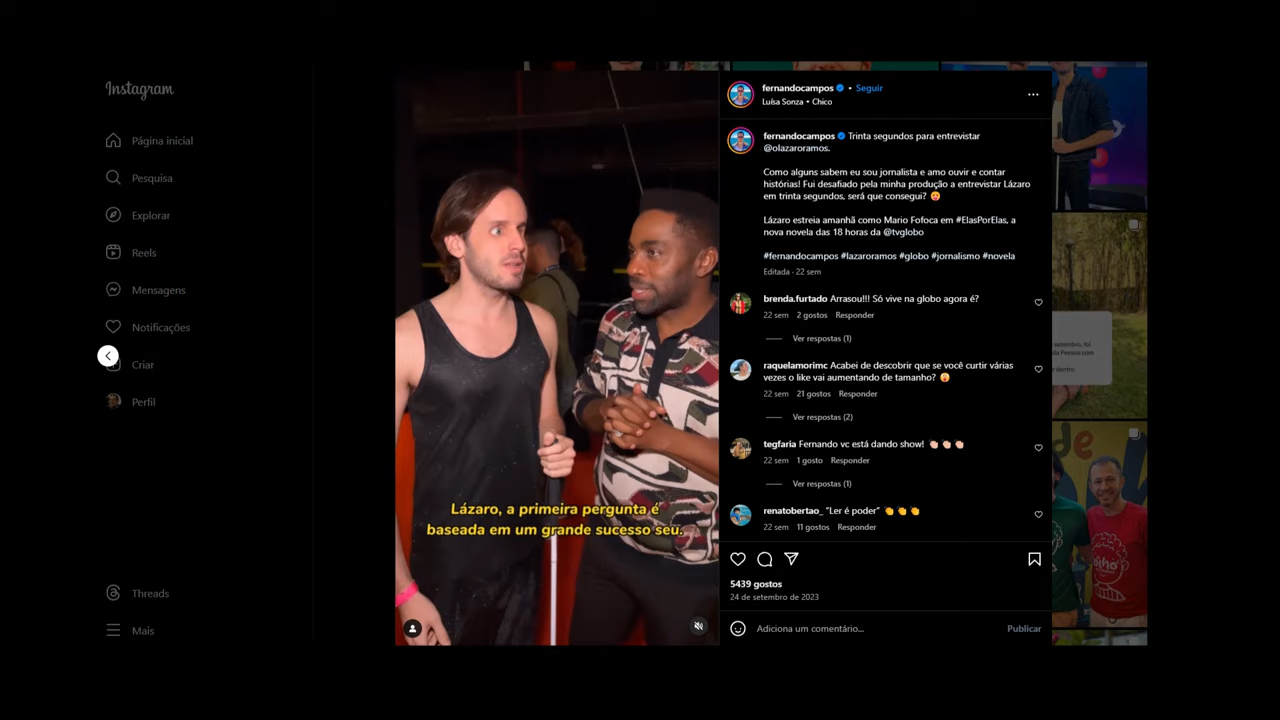 Instagram
Página inicial
Pesquisa
Explorar
Reels
Mensagens
Notificações
Criar
Perfil
Threads
Mais
Lázaro, a primeira pergunta é
baseada em um grande sucesso seu.
fernandocampos • Seguir
Luísa Sonza • Chico
fernandocampos Trinta segundos para entrevistar
@olazaroramos.
Como alguns sabem eu sou jornalista e amo ouvir e contar
histórias! Fui desafiado pela minha produção a entrevistar Lázaro
em trinta segundos, será que consegui? 🥵
Lázaro estreia amanhã como Mario Fofoca em #ElasPorElas, a
nova novela das 18 horas da @tvglobo
#fernandocampos #lazaroramos #globo #jornalismo #novela
Editada · 22 sem
brenda.furtado Arrasou!!! Só vive na globo agora é?
22 sem 2 gostos Responder
Ver respostas (1)
raquelamorimc Acabei de descobrir que se você curtir várias
vezes o like vai aumentando de tamanho? 😱
22 sem 21 gostos Responder
Ver respostas (2)
tegfaria Fernando vc está dando show! 👏🏻👏🏻👏🏻
22 sem 1 gosto Responder
Ver respostas (1)
renatobertao_ "Ler é poder" 👏👏👏
22 sem 11 gostos Responder
5439 gostos
24 de setembro de 2023
Adiciona um comentário...
Publicar
setembro, foi
da Pessoa.com
r dentro.
de